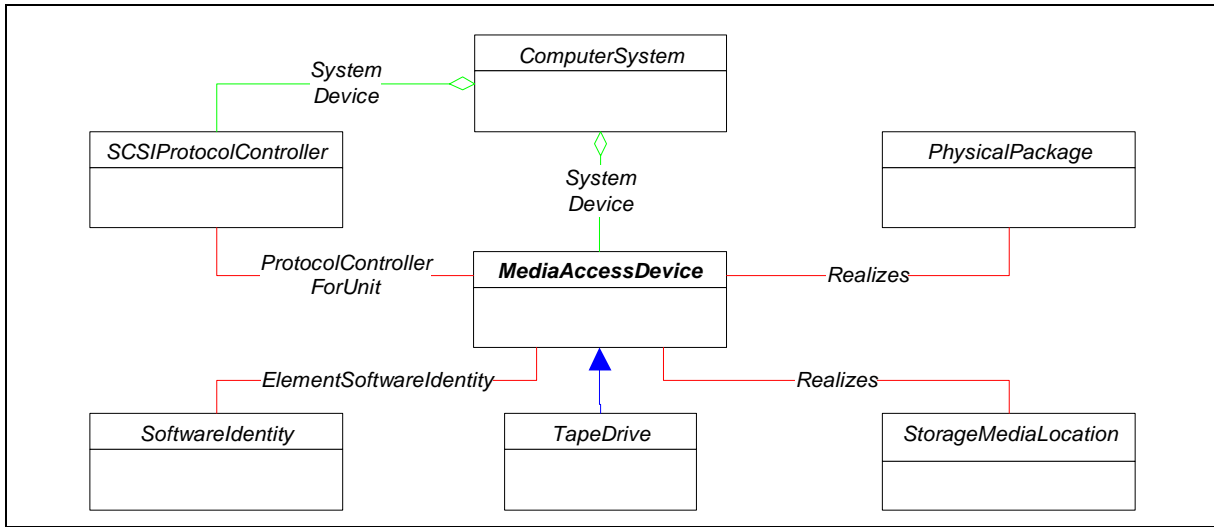 ComputerSystem
System
Device
SCSIProtocolController
PhysicalPackage
System
Device
ProtocolController
ForUnit
MediaAccessDevice
Realizes
ElementSoftwareIdentity
Realizes
SoftwareIdentity
TapeDrive
StorageMediaLocation